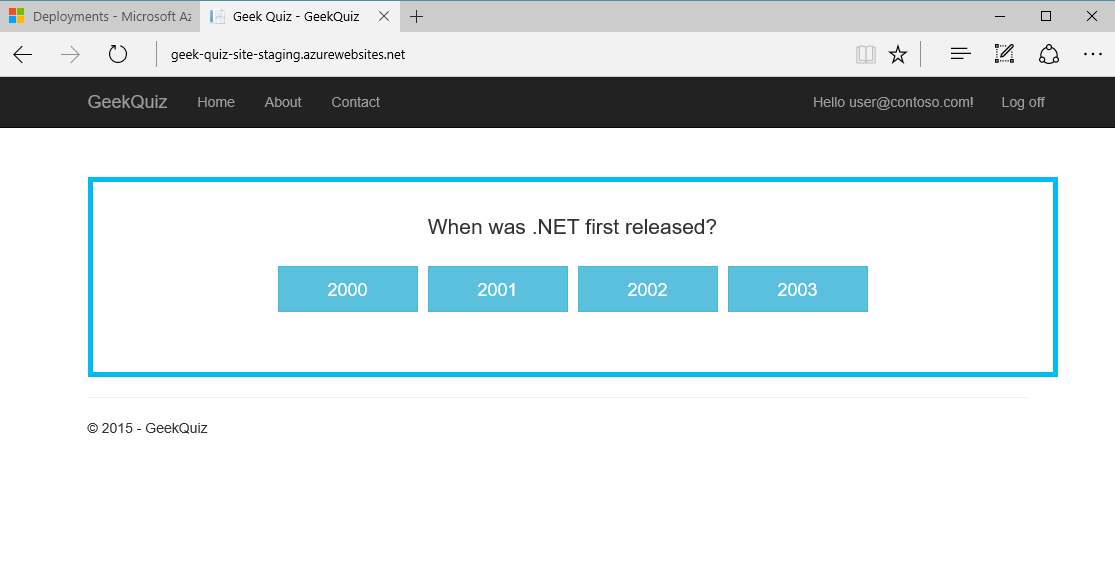 Deployments - Microsoft Az
Geek Quiz - GeekQuiz
geek-quiz-site-staging.azurewebsites.net
GeekQuiz Home About Contact Hello user@contoso.com! Log off
When was .NET first released?
2000 2001 2002 2003
© 2015 - GeekQuiz